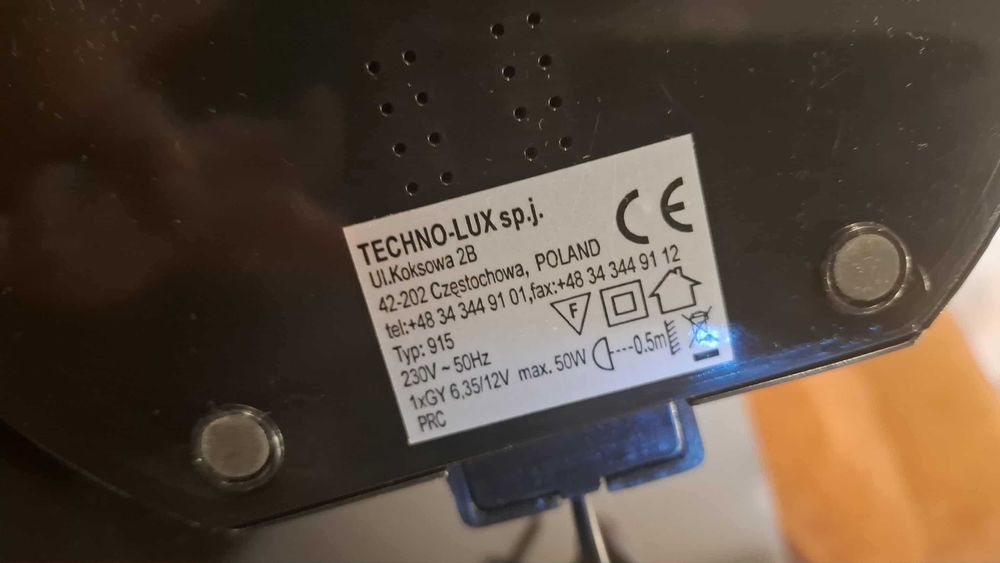 TECHNO-LUX sp.j.
CE
Ul.Koksowa 2B
42-202 Częstochowa, POLAND
tel:+48 34 344 91 01,fax:+48 34 344 91 12
Typ: 915
F
230V ~ 50Hz
1xGY 6,35/12V max. 50W 0.5m
PRC